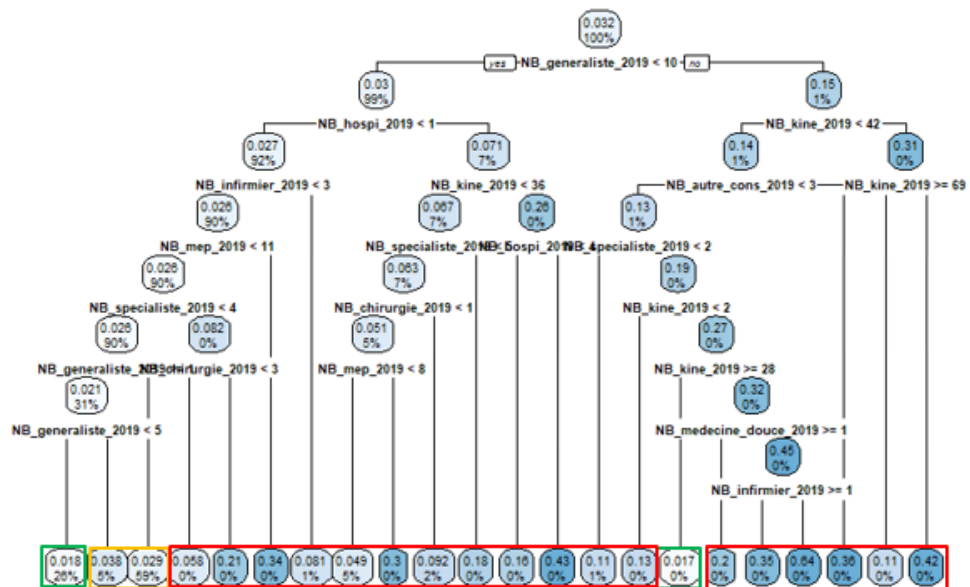 0.032
100%
yes NB_generaliste_2019 < 10 no
0.03
99%
0.15
1%
NB_hospi_2019 < 1
NB_kine_2019 < 42
0.027
92%
0.071
7%
0.14
1%
0.31
0%
NB_infirmier_2019 < 3
NB_kine_2019 < 36
NB_autre_cons_2019 < 3
NB_kine_2019 >= 69
0.026
90%
0.067
7%
0.26
0%
0.13
1%
NB_mep_2019 < 11
NB_specialiste_20
NB_specialiste_2019 < 2
0.026
90%
0.063
7%
0.19
0%
NB_specialiste_2019 < 4
NB_chirurgie_2019 < 1
NB_kine_2019 < 2
0.026
90%
0.082
0%
0.051
5%
0.27
0%
NB_generaliste_2
NB_chirurgie_2019 < 3
NB_mep_2019 < 8
NB_kine_2019 >= 28
0.021
31%
0.32
0%
NB_generaliste_2019 < 5
NB_medecine_douce_2019 >= 1
0.45
0%
NB_infirmier_2019 >= 1
0.018 0.038 0.029 0.058 0.21 0.34 0.081 0.049 0.3 0.092 0.18 0.16 0.43 0.11 0.13 0.017 0.2 0.35 0.64 0.36 0.11 0.42
26% 5% 59% 0% 0% 0% 1% 5% 0% 2% 0% 0% 0% 1% 0% 0% 0% 0% 0% 0% 0% 0%